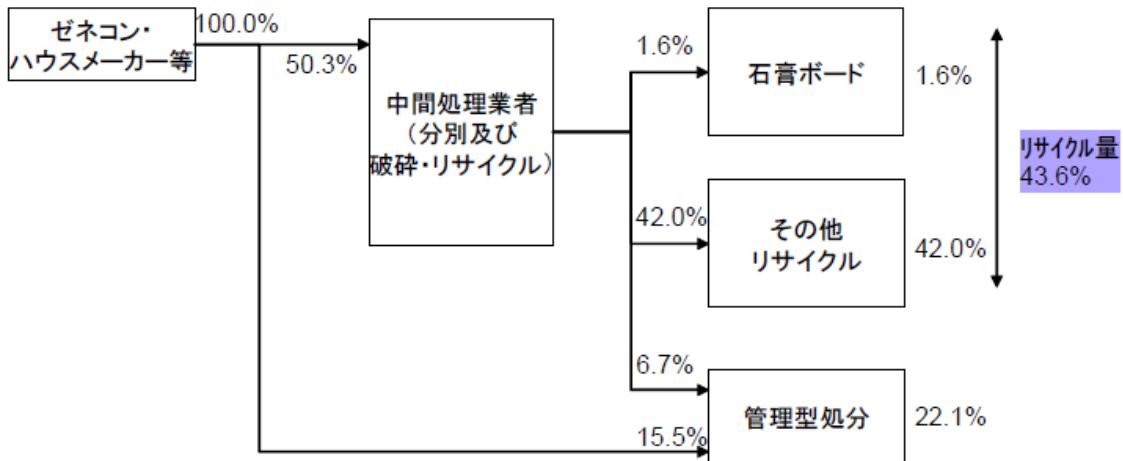 ゼネコン・
ハウスメーカー等
100.0%
50.3%
中間処理業者
(分別及び
破砕・リサイクル)
1.6%
石膏ボード
1.6%
42.0%
その他
リサイクル
42.0%
リサイクル量
43.6%
6.7%
15.5%
管理型処分
22.1%